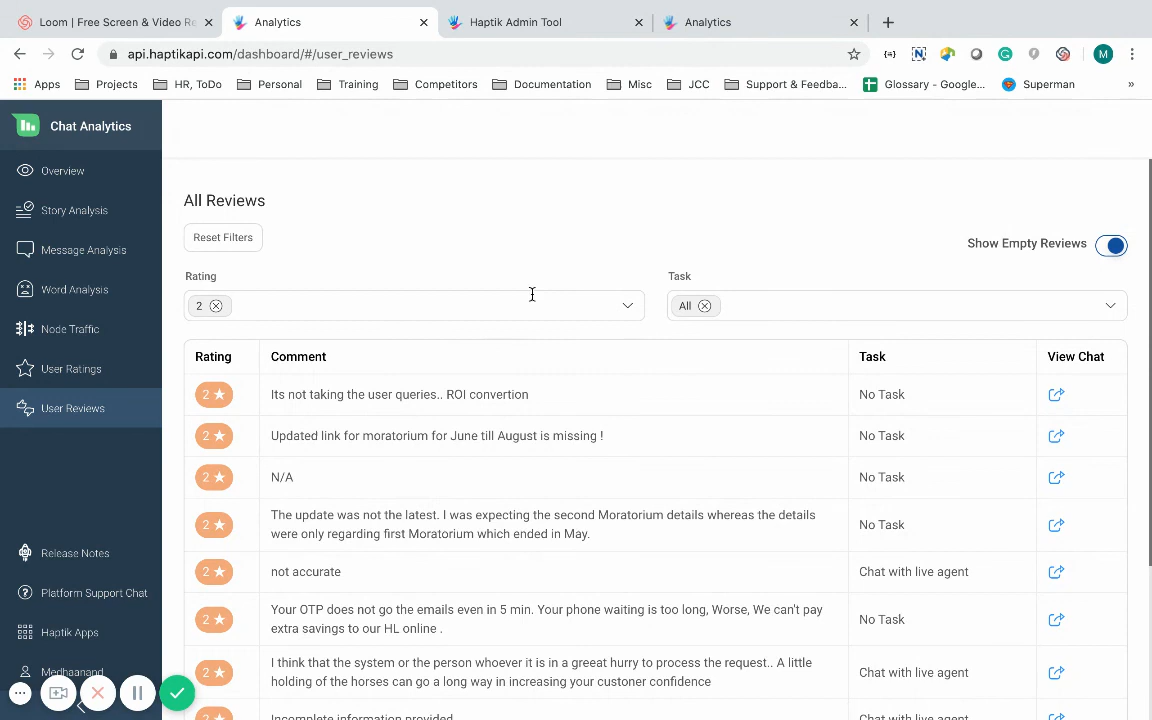 Loom | Free Screen & Video Re
Analytics
Haptik Admin Tool
Analytics
api.haptikapi.com/dashboard/#/user_reviews
M
Apps
Projects
HR, ToDo
Personal
Training
Competitors
Documentation
Misc
JCC
Support & Feedba...
Glossary - Google...
Superman
»
Chat Analytics
Overview
Story Analysis
Message Analysis
Word Analysis
Node Traffic
User Ratings
User Reviews
Release Notes
Platform Support Chat
Haptik Apps
Medhaanand
All Reviews
Reset Filters
Show Empty Reviews
Rating
Task
2
All
Rating Comment Task View Chat
2 Its not taking the user queries.. ROI convertion No Task
2 Updated link for moratorium for June till August is missing ! No Task
2 N/A No Task
2 The update was not the latest. I was expecting the second Moratorium details whereas the details
were only regarding first Moratorium which ended in May. No Task
2 not accurate Chat with live agent
2 Your OTP does not go the emails even in 5 min. Your phone waiting is too long, Worse, We can't pay
extra savings to our HL online . No Task
2 I think that the system or the person whoever it is in a greeat hurry to process the request.. A little
holding of the horses can go a long way in increasing your customer confidence Chat with live agent
2 Incomplete information provided Chat with live agent